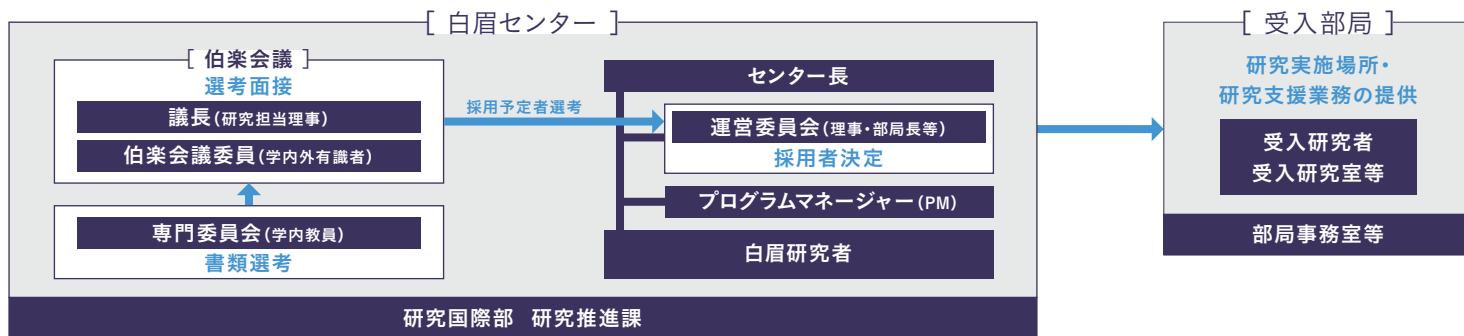 [ 白眉センター ]
[ 伯楽会議 ]
選考面接
議長(研究担当理事)
伯楽会議委員(学内外有識者)
専門委員会(学内教員)
書類選考
採用予定者選考
センター長
運営委員会(理事・部局長等)
採用者決定
プログラムマネージャー(PM)
白眉研究者
研究国際部 研究推進課
[ 受入部局 ]
研究実施場所・
研究支援業務の提供
受入研究者
受入研究室等
部局事務室等